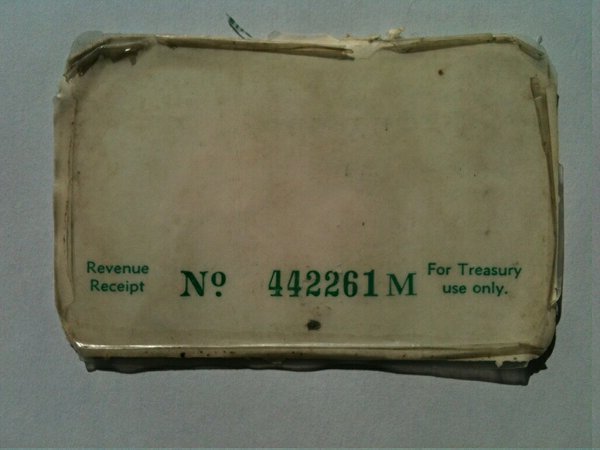 Revenue
Receipt
Nº 442261 M
For Treasury
use only.